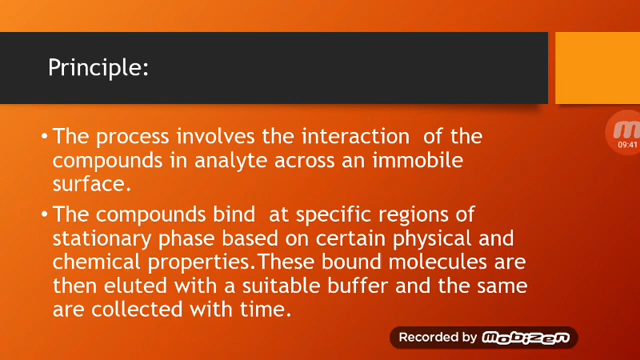 Principle:
• The process involves the interaction of the
compounds in analyte across an immobile
surface.
• The compounds bind at specific regions of
stationary phase based on certain physical and
chemical properties.These bound molecules are
then eluted with a suitable buffer and the same
are collected with time.
09:41
Recorded by MOBIZEN